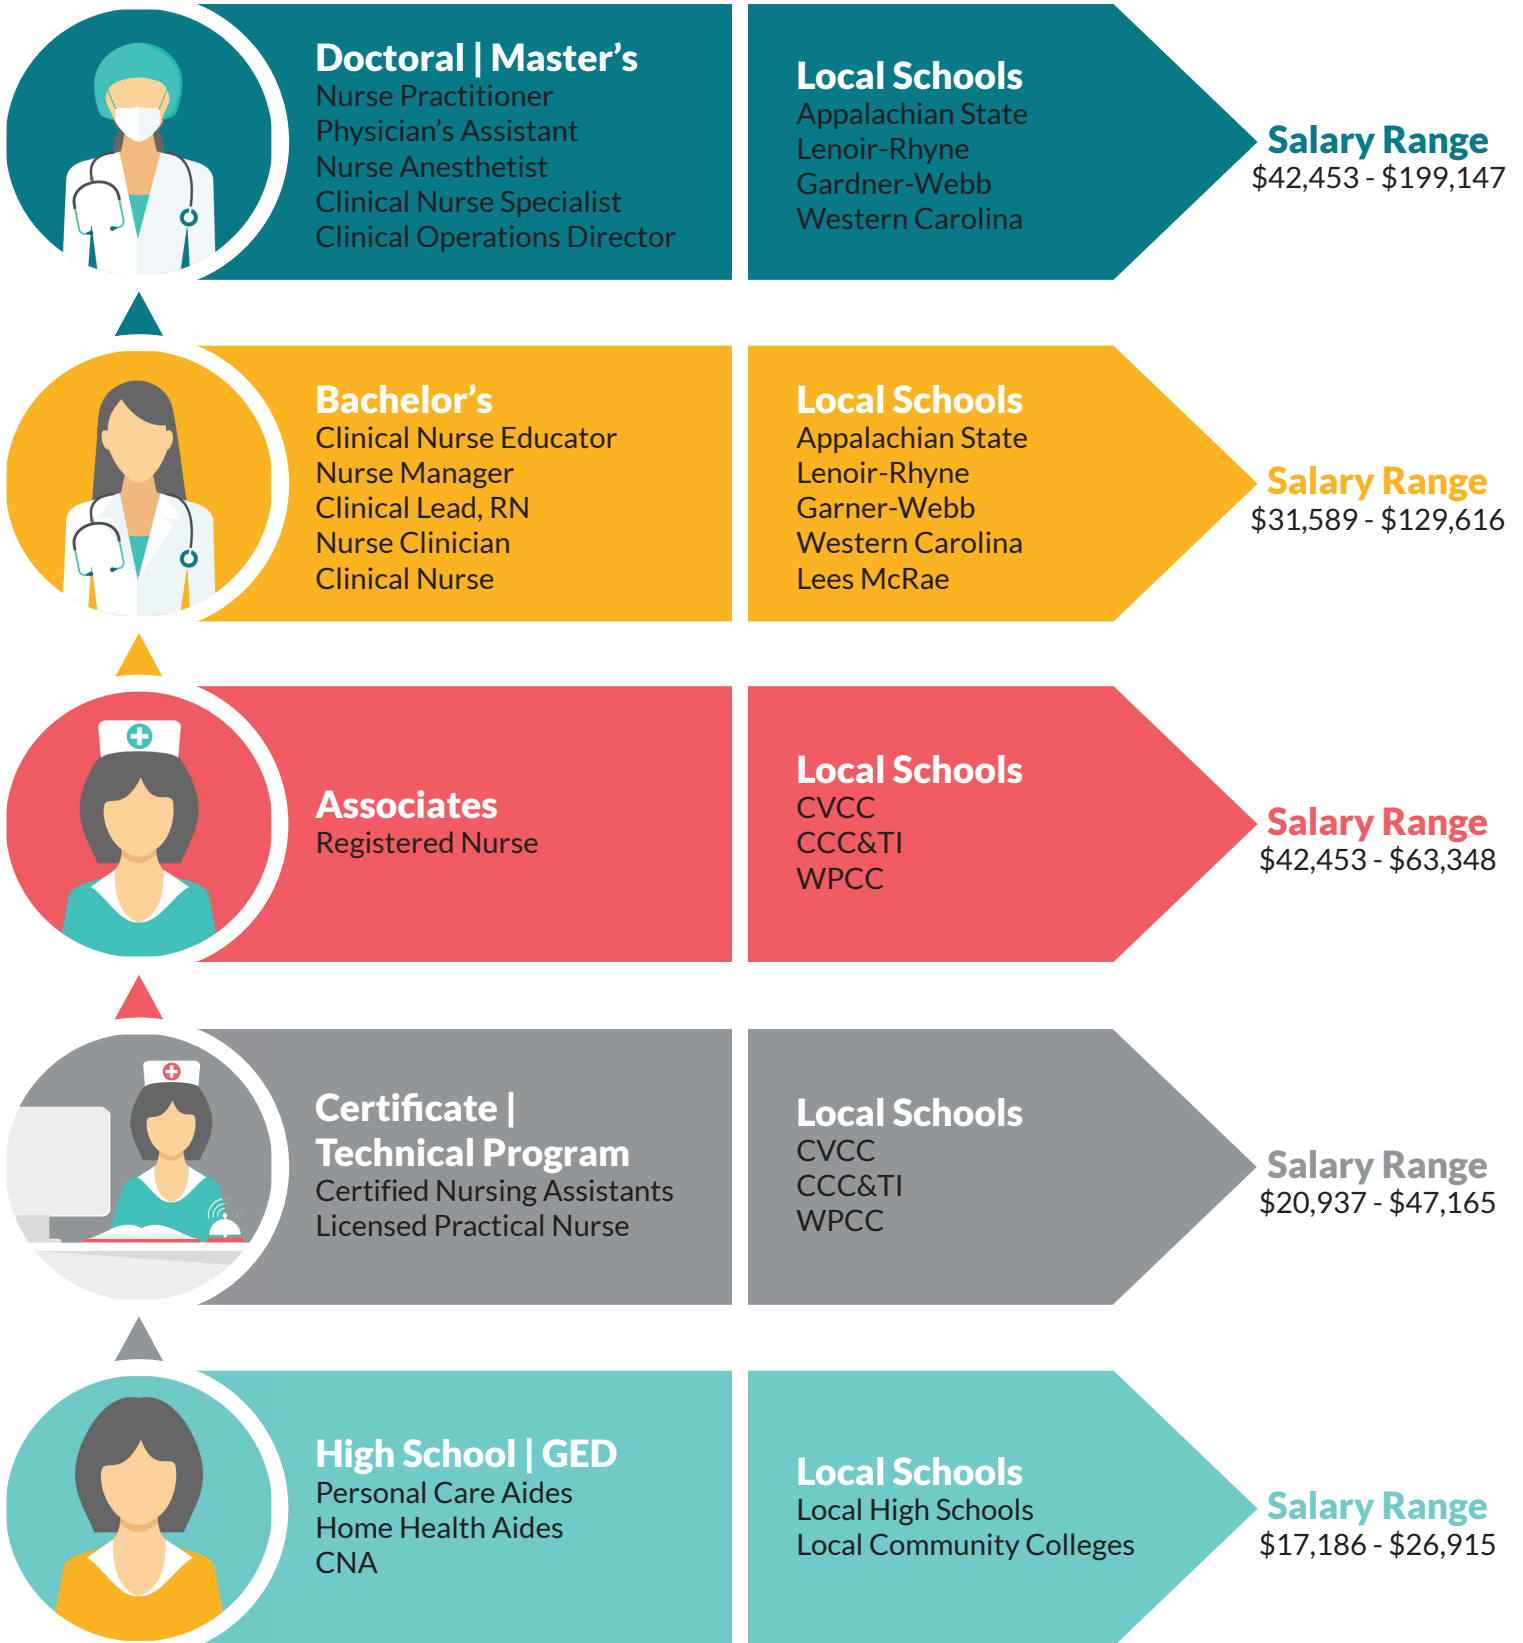 Doctoral | Master's
Nurse Practitioner
Physician's Assistant
Nurse Anesthetist
Clinical Nurse Specialist
Clinical Operations Director
Local Schools
Appalachian State
Lenoir-Rhyne
Gardner-Webb
Western Carolina
Salary Range
$42,453 - $199,147
Bachelor's
Clinical Nurse Educator
Nurse Manager
Clinical Lead, RN
Nurse Clinician
Clinical Nurse
Local Schools
Appalachian State
Lenoir-Rhyne
Garner-Webb
Western Carolina
Lees McRae
Salary Range
$31,589 - $129,616
Associates
Registered Nurse
Local Schools
CVCC
CCC&TI
WPCC
Salary Range
$42,453 - $63,348
Certificate |
Technical Program
Certified Nursing Assistants
Licensed Practical Nurse
Local Schools
CVCC
CCC&TI
WPCC
Salary Range
$20,937 - $47,165
High School | GED
Personal Care Aides
Home Health Aides
CNA
Local Schools
Local High Schools
Local Community Colleges
Salary Range
$17,186 - $26,915